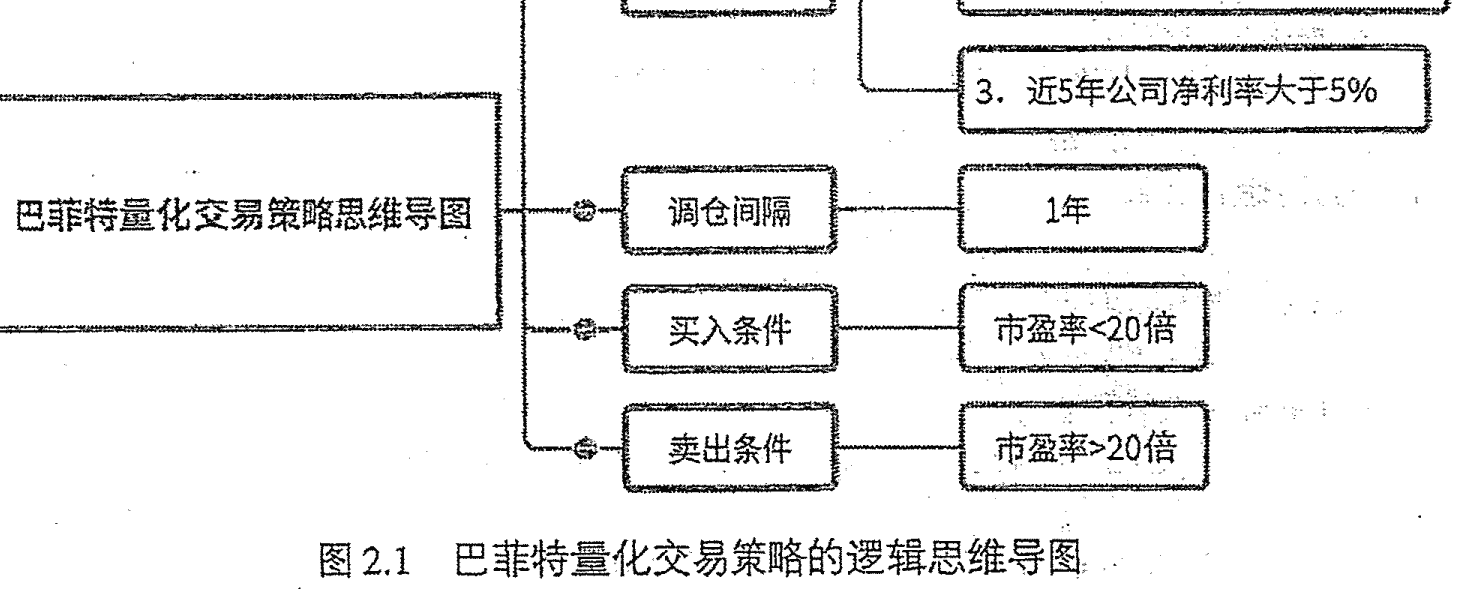 3. 近5年公司净利率大于5%
巴菲特量化交易策略思维导图
调仓间隔
1年
买入条件
市盈率<20倍
卖出条件
市盈率>20倍
图 2.1 巴菲特量化交易策略的逻辑思维导图